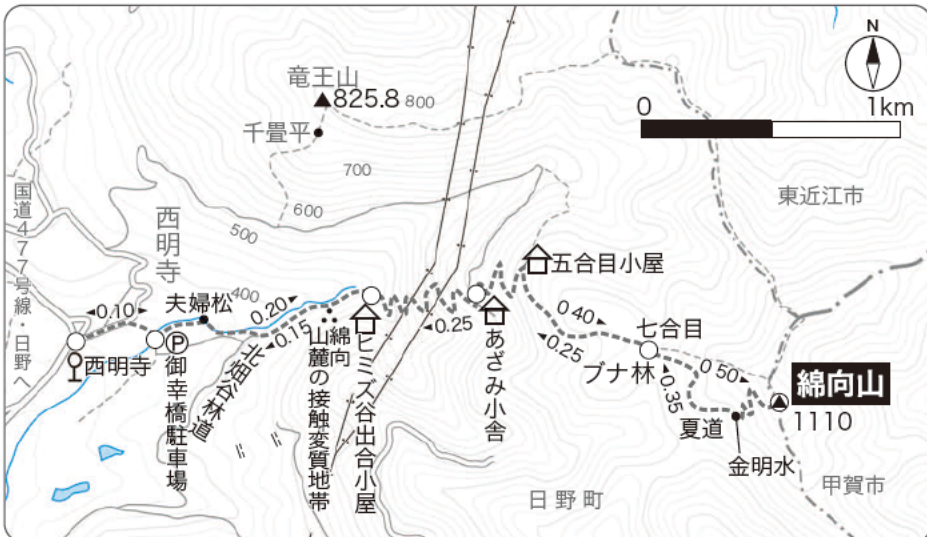 N
0 1km
竜王山
825.8
800
千畳平
700
600
500
400
国道477号線・日野へ
西明寺
東近江市
五合目小屋
夫婦松
0.10
0.20
0.15
0.25
0 40
0.25
七合目
ブナ林
0 50
0.35
綿向山
1110
西明寺
P
御幸橋駐車場
北畑谷林道
綿向
山麓の接触変質地帯
ヒミズ谷出合小屋
あざみ小舎
夏道
金明水
日野町
甲賀市